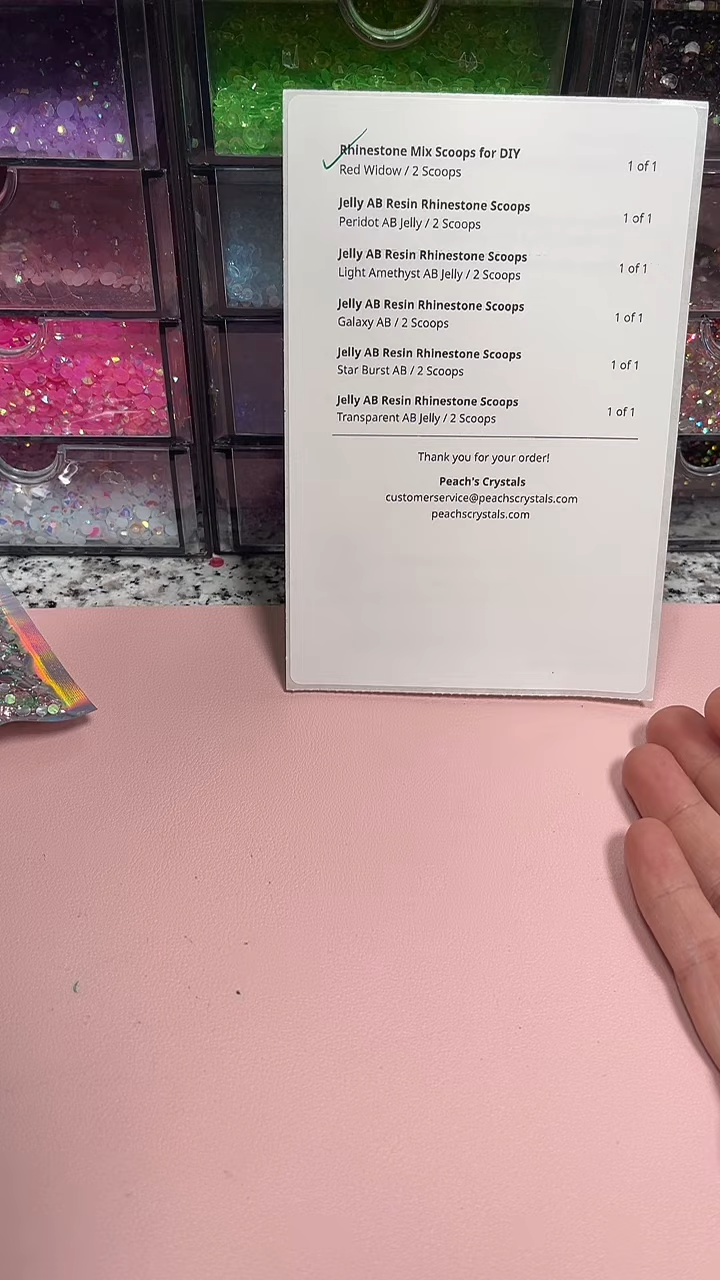 Rhinestone Mix Scoops for DIY
Red Widow / 2 Scoops
1 of 1
Jelly AB Resin Rhinestone Scoops
Peridot AB Jelly / 2 Scoops
1 of 1
Jelly AB Resin Rhinestone Scoops
Light Amethyst AB Jelly / 2 Scoops
1 of 1
Jelly AB Resin Rhinestone Scoops
Galaxy AB / 2 Scoops
1 of 1
Jelly AB Resin Rhinestone Scoops
Star Burst AB / 2 Scoops
1 of 1
Jelly AB Resin Rhinestone Scoops
Transparent AB Jelly / 2 Scoops
1 of 1
Thank you for your order!
Peach's Crystals
customerservice@peachscrystals.com
peachscrystals.com